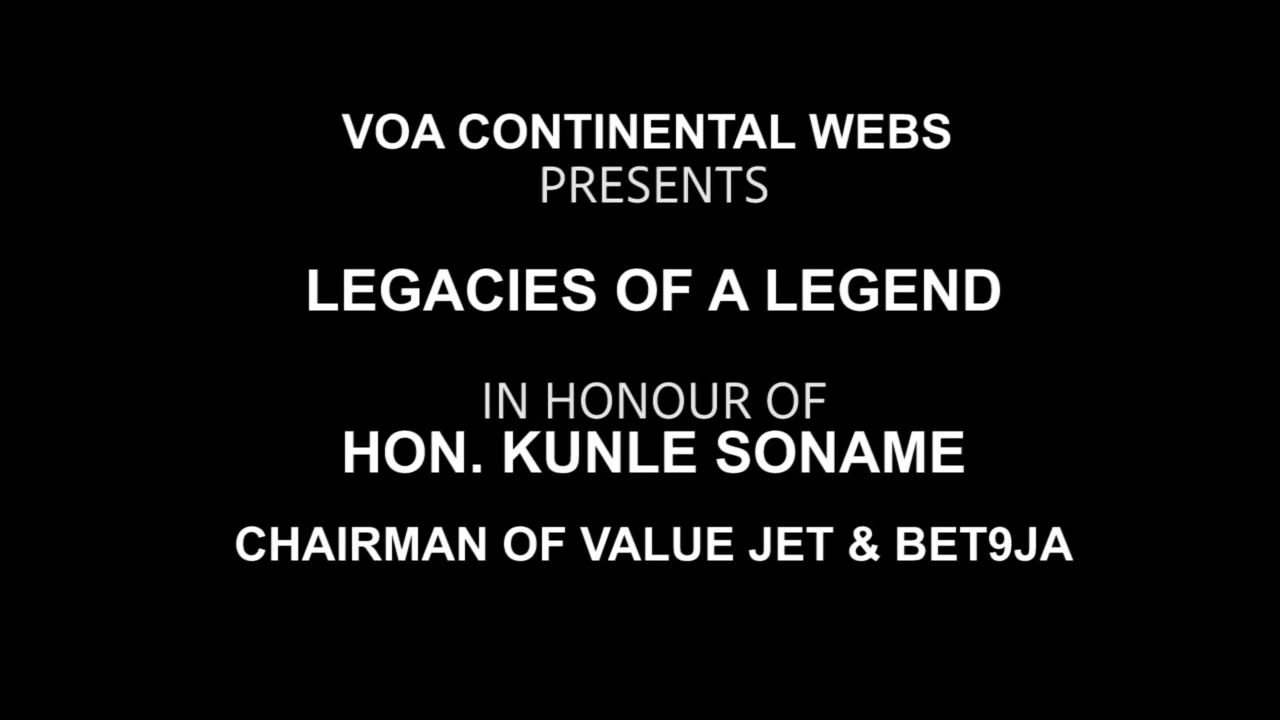 VOA CONTINENTAL WEBS
PRESENTS
LEGACIES OF A LEGEND
IN HONOUR OF
HON. KUNLE SONAME
CHAIRMAN OF VALUE JET & BET9JA